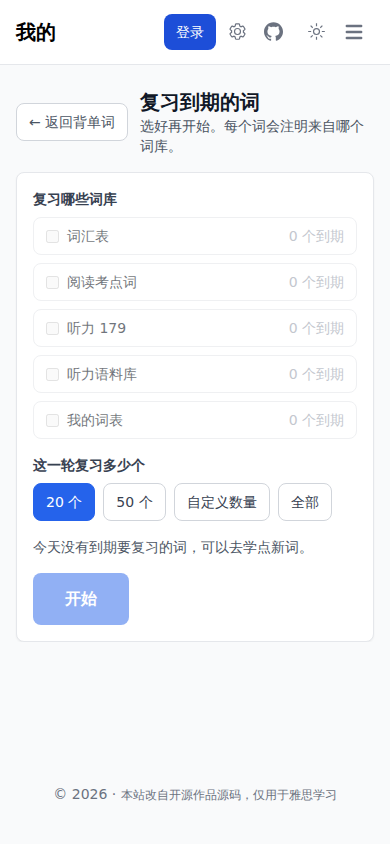 我的
登录
← 返回背单词
复习到期的词
选好再开始。每个词会注明来自哪个
词库。
复习哪些词库
词汇表 0 个到期
阅读考点词 0 个到期
听力 179 0 个到期
听力语料库 0 个到期
我的词表 0 个到期
这一轮复习多少个
20 个 50 个 自定义数量 全部
今天没有到期要复习的词，可以去学点新词。
开始
© 2026 · 本站改自开源作品源码，仅用于雅思学习